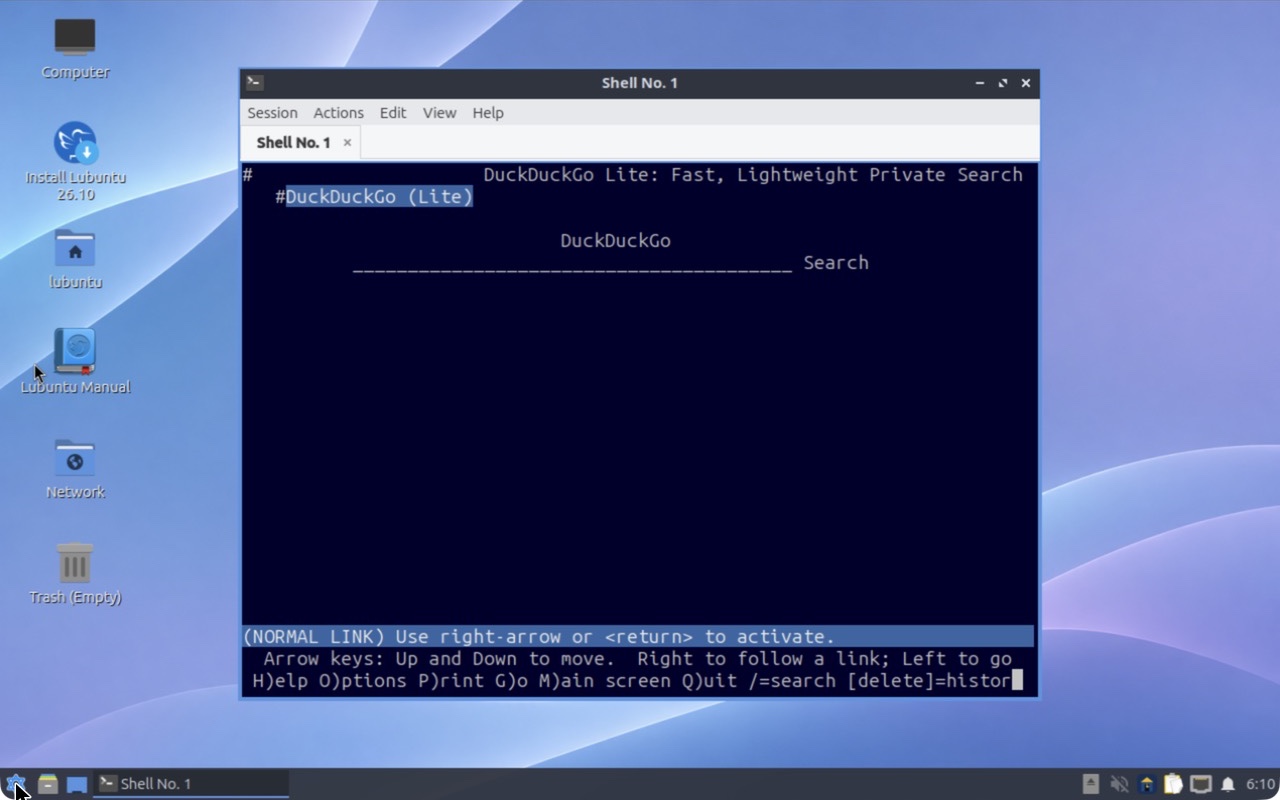 Computer
Install Lubuntu
26.10
lubuntu
Lubuntu Manual
Network
Trash (Empty)
Shell No. 1
Session Actions Edit View Help
Shell No. 1
# DuckDuckGo Lite: Fast, Lightweight Private Search
#DuckDuckGo (Lite)
DuckDuckGo
________________________________________ Search
(NORMAL LINK) Use right-arrow or <return> to activate.
Arrow keys: Up and Down to move. Right to follow a link; Left to go
H)elp O)ptions P)rint G)o M)ain screen Q)uit /=search [delete]=histor
Shell No. 1
6:10